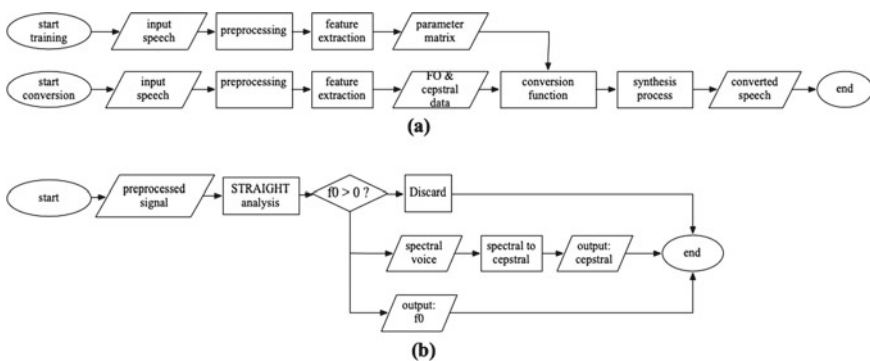 start
training
input
speech
preprocessing
feature
extraction
parameter
matrix
start
conversion
input
speech
preprocessing
feature
extraction
FO &
cepstral data
conversion
function
synthesis
process
converted
speech
end
(a)
start
preprocessed
signal
STRAIGHT
analysis
f0 > 0 ?
Discard
spectral
voice
spectral to
cepstral
output:
cepstral
end
output:
f0
(b)